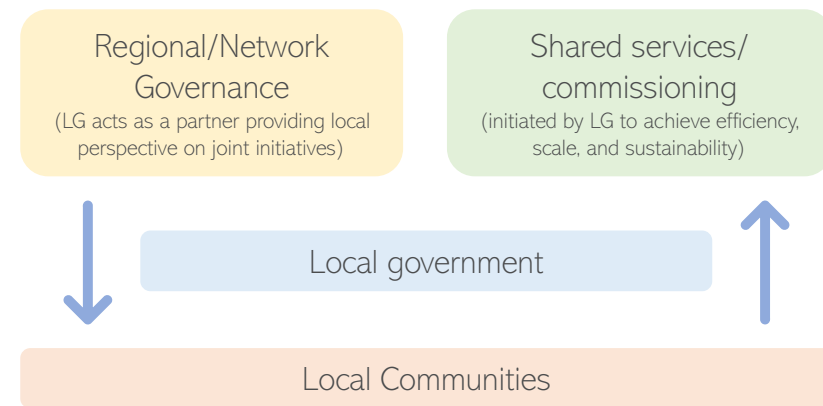 Regional/Network
Governance
(LG acts as a partner providing local
perspective on joint initiatives)
Shared services/
commissioning
(initiated by LG to achieve efficiency,
scale, and sustainability)
Local government
Local Communities